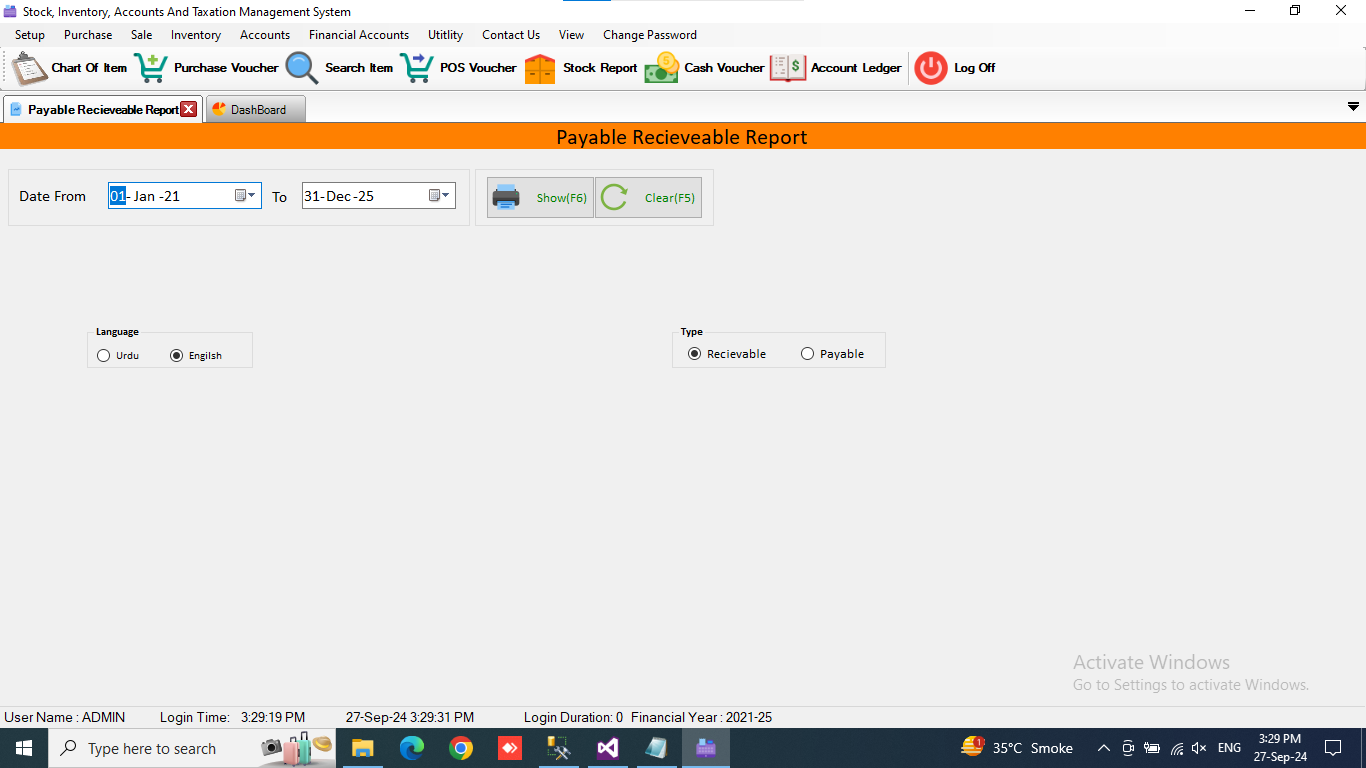 Stock, Inventory, Accounts And Taxation Management System
Setup Purchase Sale Inventory Accounts Financial Accounts Utitlity Contact Us View Change Password
Chart Of Item Purchase Voucher Search Item POS Voucher Stock Report Cash Voucher Account Ledger Log Off
Payable Recieveable Report DashBoard
Payable Recieveable Report
Date From 01-Jan-21 To 31-Dec-25 Show(F6) Clear(F5)
Language Type
Urdu Engilsh Recievable Payable
Activate Windows
Go to Settings to activate Windows.
User Name : ADMIN Login Time: 3:29:19 PM 27-Sep-24 3:29:31 PM Login Duration: 0 Financial Year : 2021-25
Type here to search 1 35°C Smoke ENG 3:29 PM
27-Sep-24